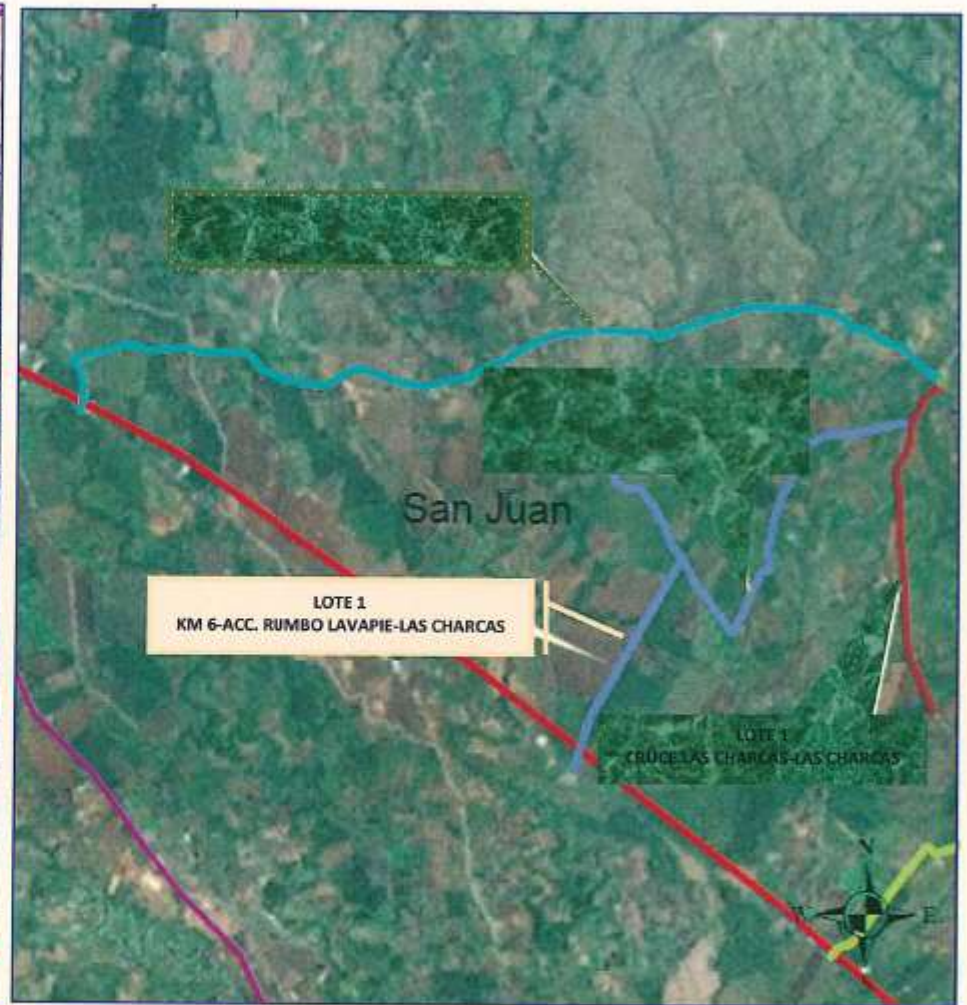 San Juan
LOTE 1
KM 6-ACC. RUMBO LAVAPIE-LAS CHARCAS
LOTE 1
CRUCE LAS CHARCAS-LAS CHARCAS
N
W
E